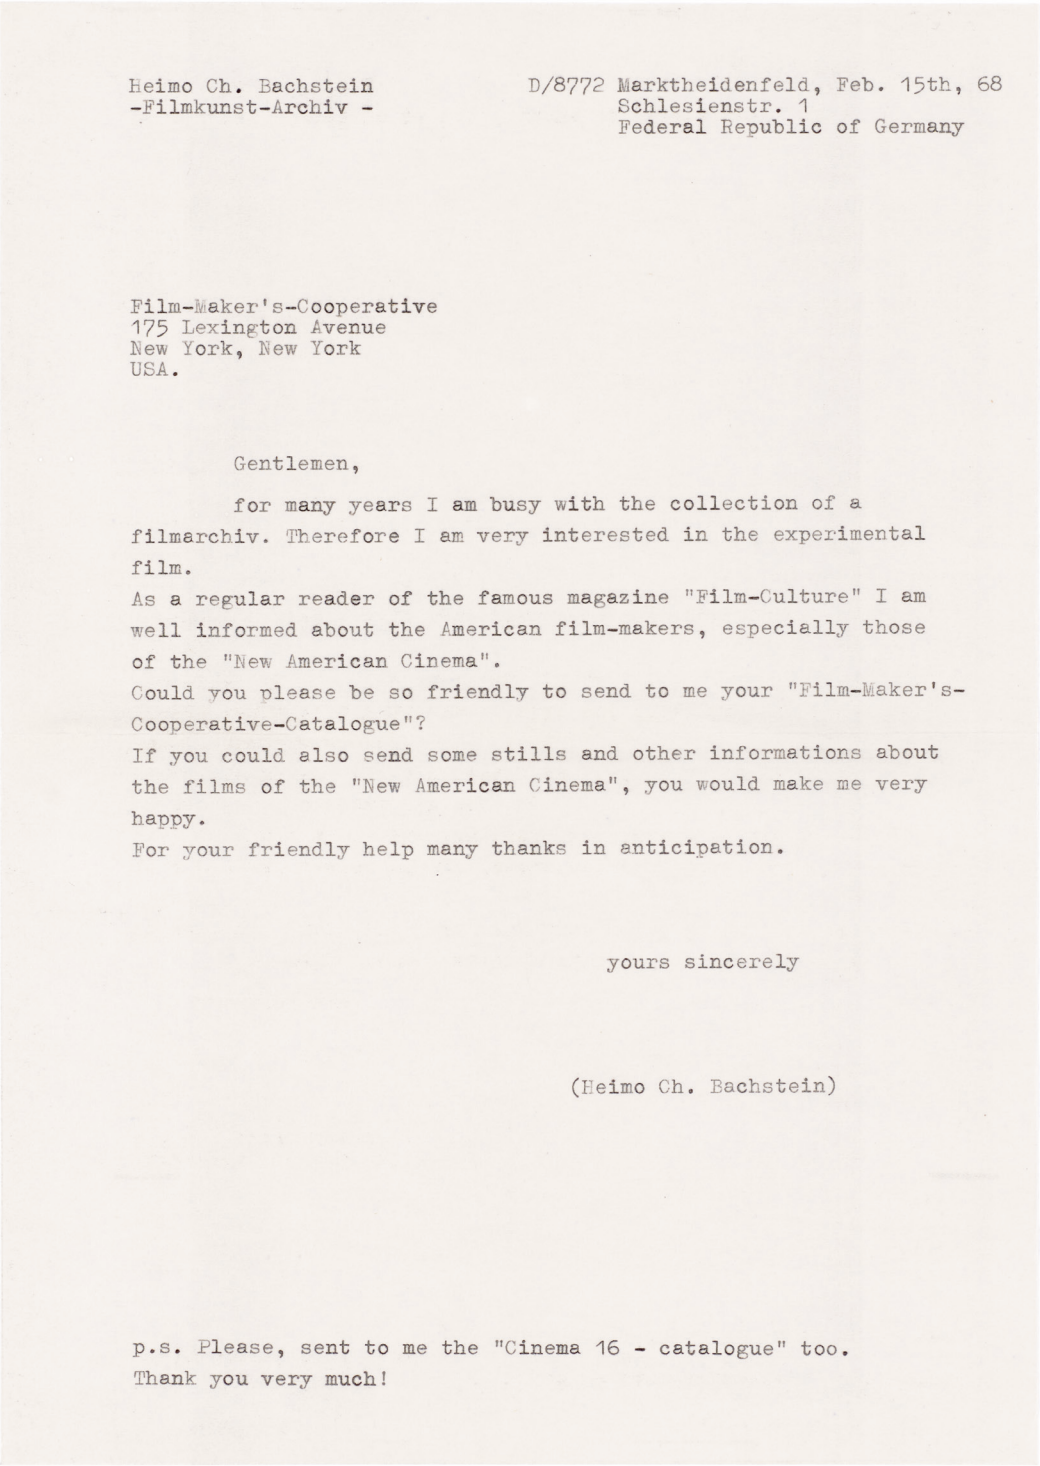 Heimo Ch. Bachstein
-Filmkunst-Archiv -
D/8772 Marktheidenfeld, Feb. 15th, 68
Schlesienstr. 1
Federal Republic of Germany
Film-Maker's-Cooperative
175 Lexington Avenue
New York, New York
USA.
Gentlemen,
for many years I am busy with the collection of a
filmarchiv. Therefore I am very interested in the experimental
film.
As a regular reader of the famous magazine "Film-Culture" I am
well informed about the American film-makers, especially those
of the "New American Cinema".
Could you please be so friendly to send to me your "Film-Maker's-
Cooperative-Catalogue"?
If you could also send some stills and other informations about
the films of the "New American Cinema", you would make me very
happy.
For your friendly help many thanks in anticipation.
yours sincerely
(Heimo Ch. Bachstein)
p.s. Please, sent to me the "Cinema 16 - catalogue" too.
Thank you very much!